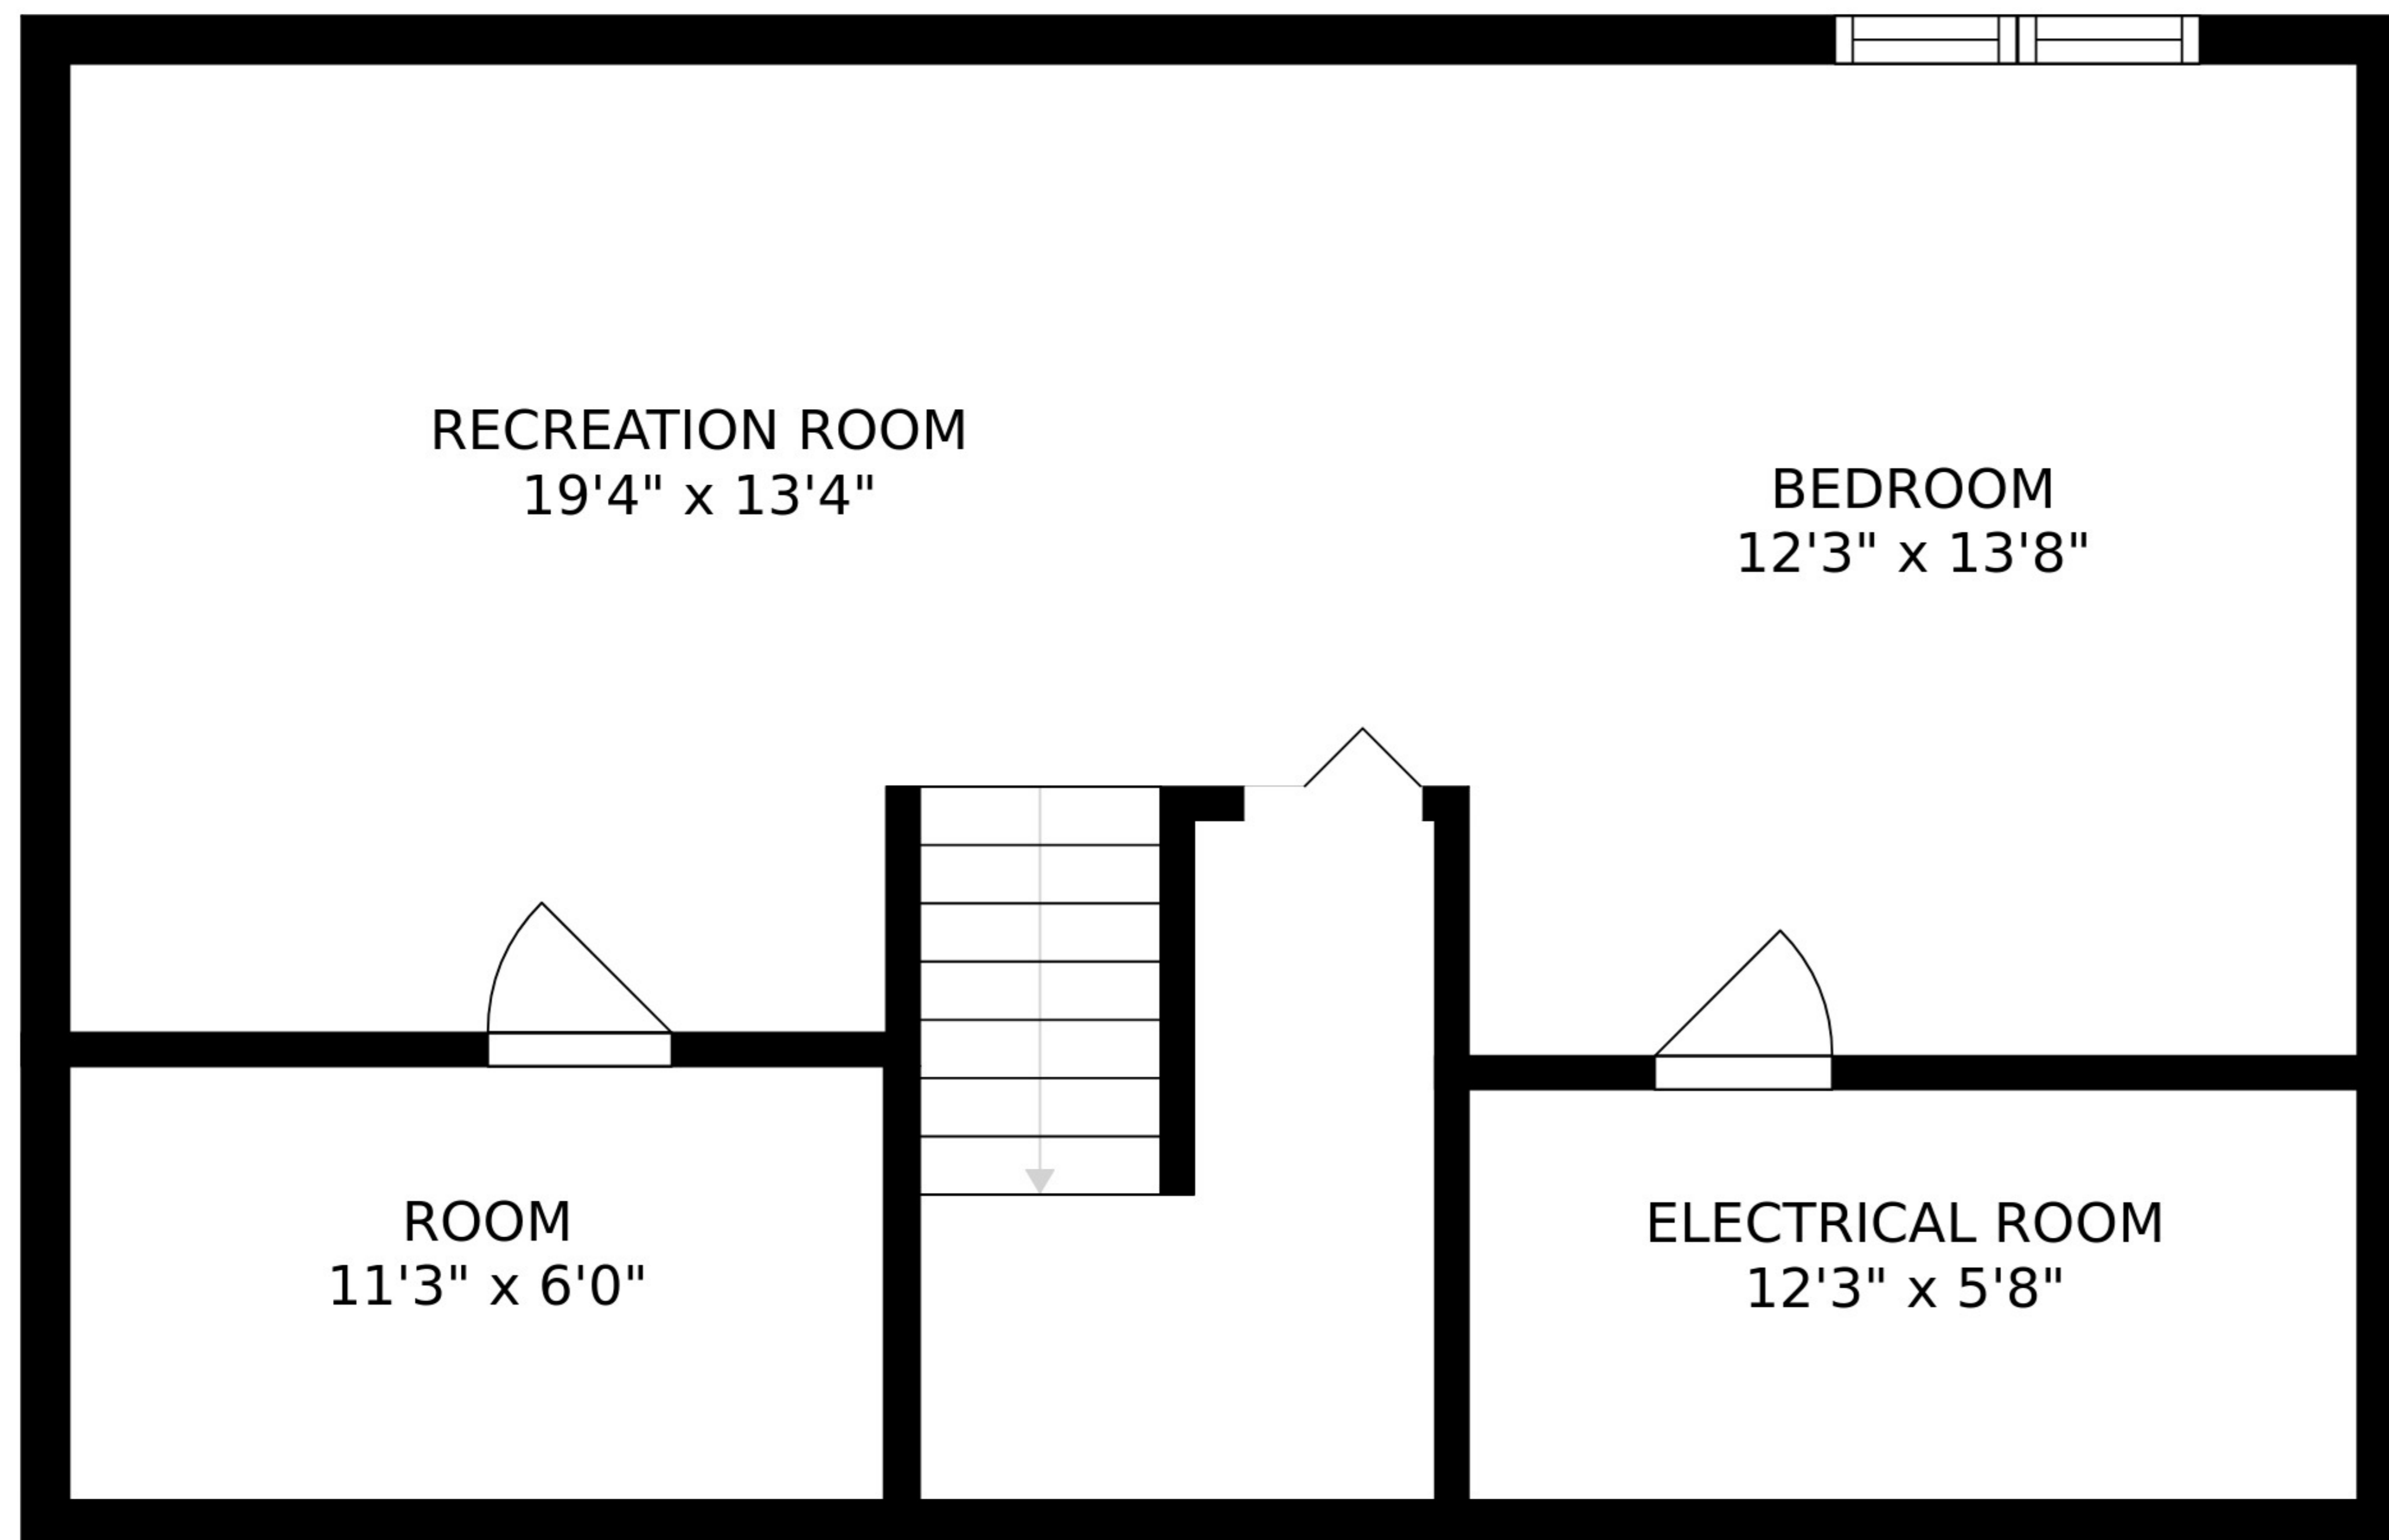 RECREATION ROOM
19'4" x 13'4"
BEDROOM
12'3" x 13'8"
ROOM
11'3" x 6'0"
ELECTRICAL ROOM
12'3" x 5'8"